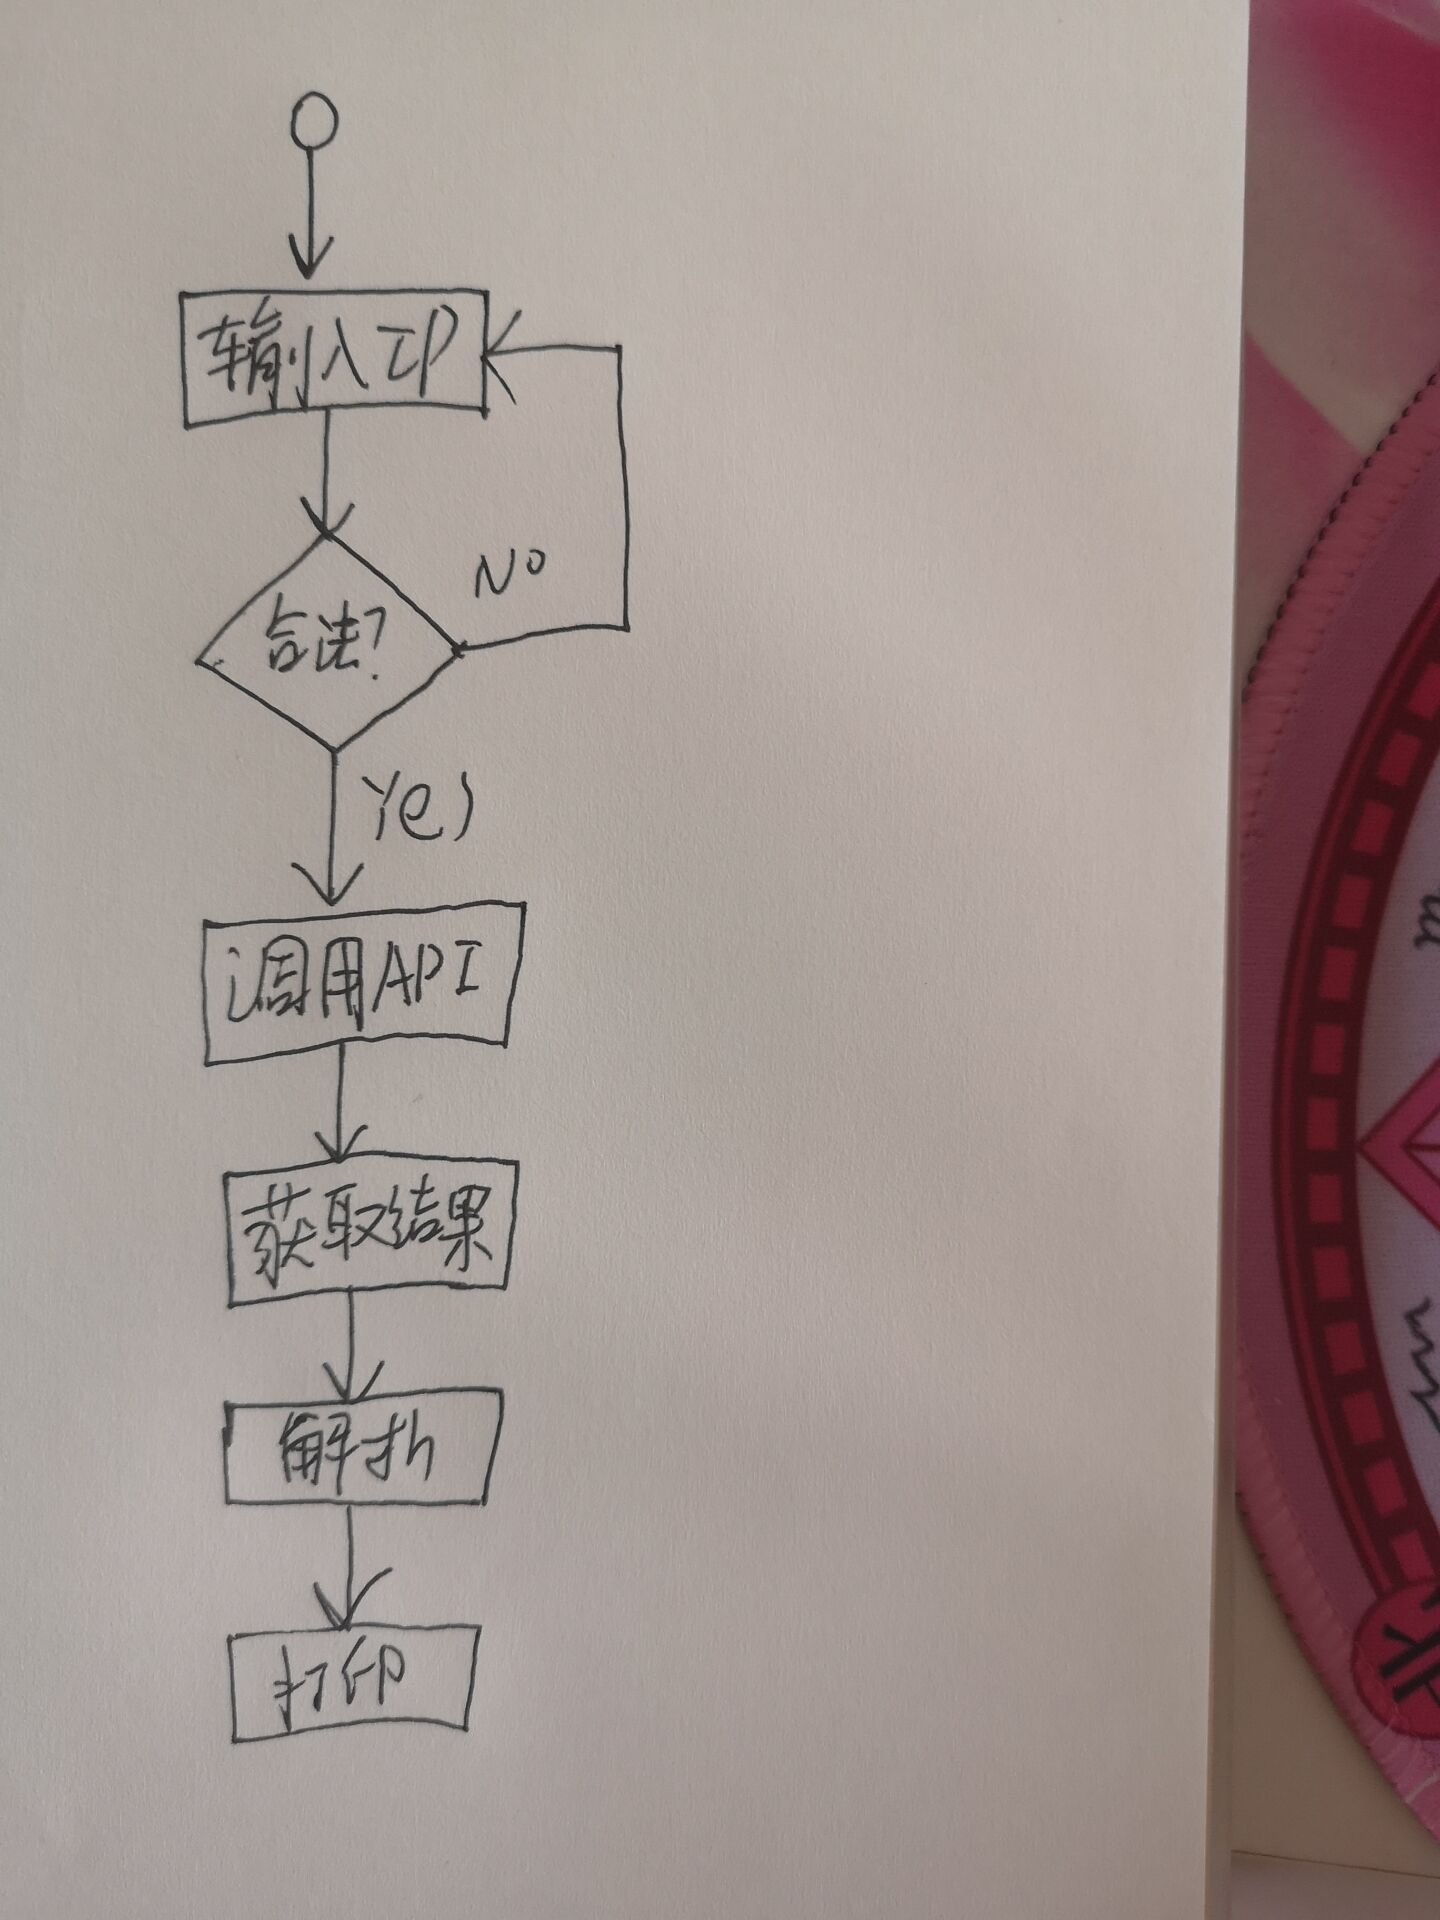 输入IP
合法?
No
Yes
调用API
获取结果
解析
打印